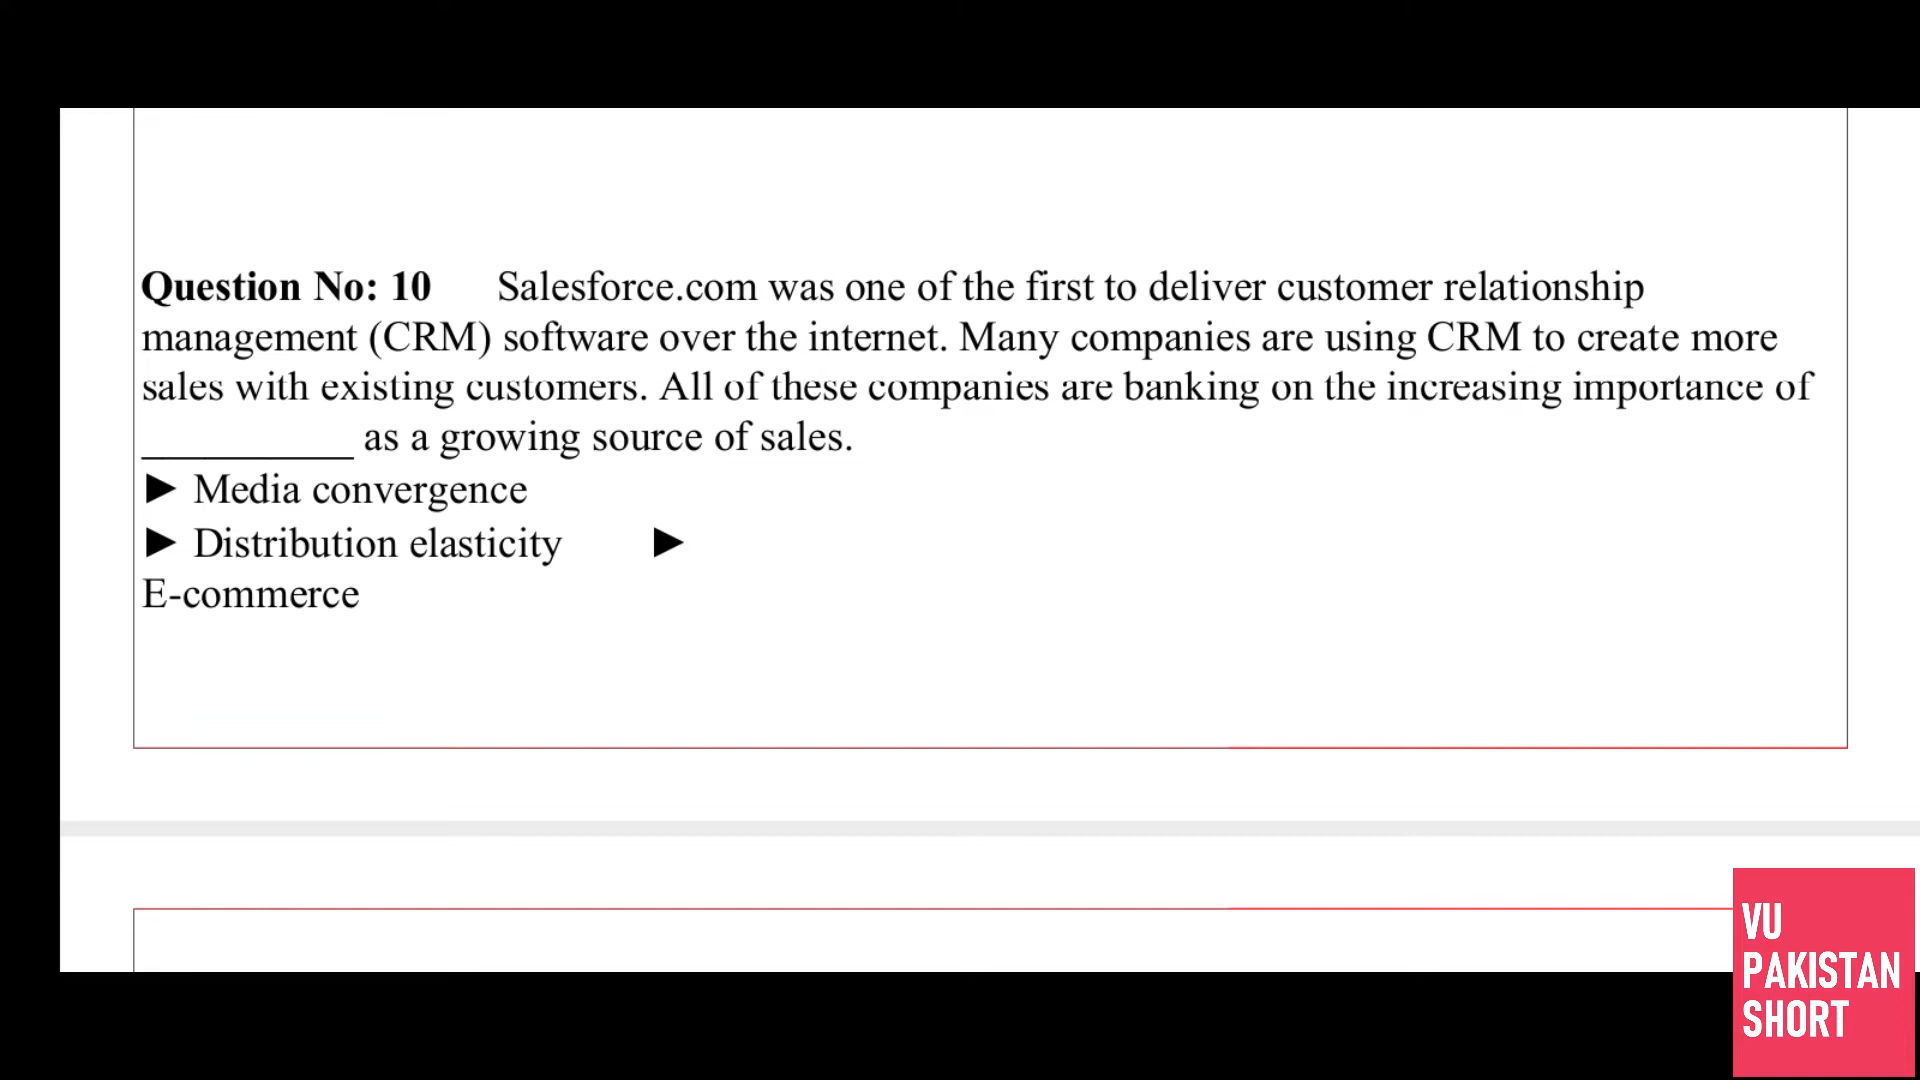 Question No: 10 Salesforce.com was one of the first to deliver customer relationship
management (CRM) software over the internet. Many companies are using CRM to create more
sales with existing customers. All of these companies are banking on the increasing importance of
__________ as a growing source of sales.
► Media convergence
► Distribution elasticity ►
E-commerce
VU
PAKISTAN
SHORT